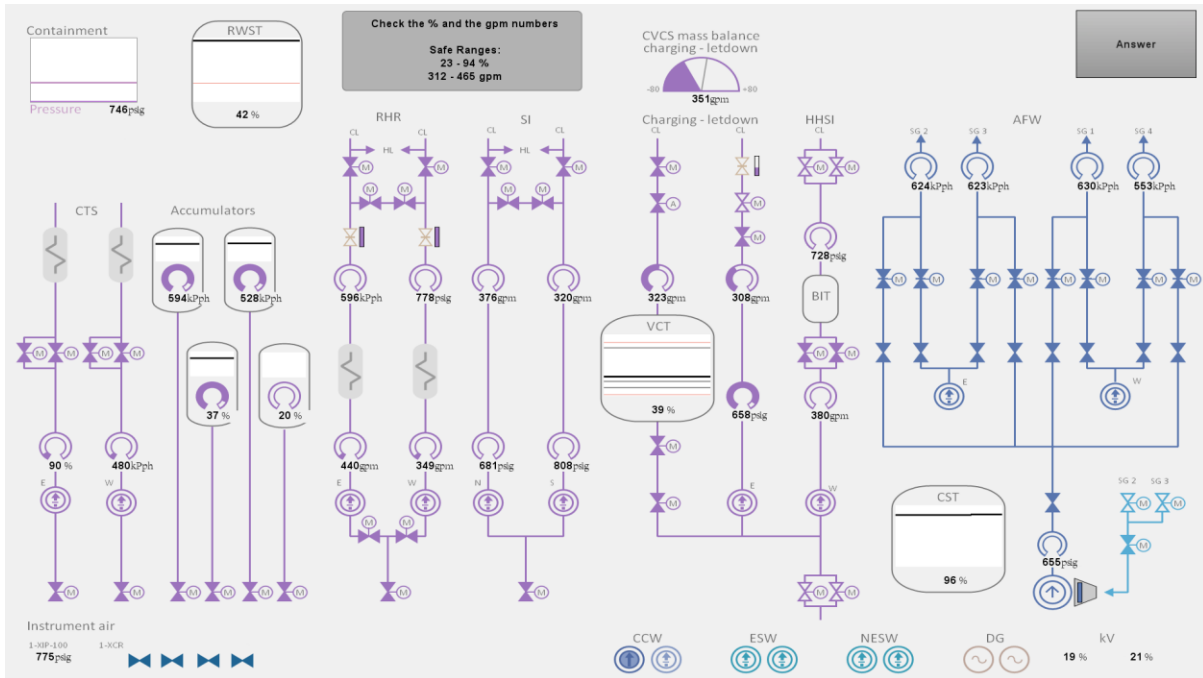 Containment
Pressure 746psig
RWST
42 %
Check the % and the gpm numbers
Safe Ranges:
23 - 94 %
312 - 465 gpm
CVCS mass balance
charging - letdown
-80 +80
351gpm
Answer
RHR
SI
Charging - letdown
HHSI
AFW
CL CL CL CL CL CL CL
HL HL
SG 2 SG 3 SG 1 SG 4
M M M M M M M M
A M
M M M M
M
624kPph 623kPph 630kPph 553kPph
CTS
Accumulators
594kPph 528kPph
596kPph 778psig 376gpm 320gpm 323gpm 308gpm
728psig
BIT
M M M M
VCT
39 %
M M M M
M M
37 % 20 %
658psig
380gpm
E W
90 % 480kPph
440gpm 349gpm 681psig 808psig
M
E W
E W N S
M
E W
M M
CST
96 %
SG 2 SG 3
M M
M
655psig
M M M M M M
M M
M M
Instrument air
1-XIP-100 1-XCR
775psig
CCW
ESW
NESW
DG
kV
19 % 21 %